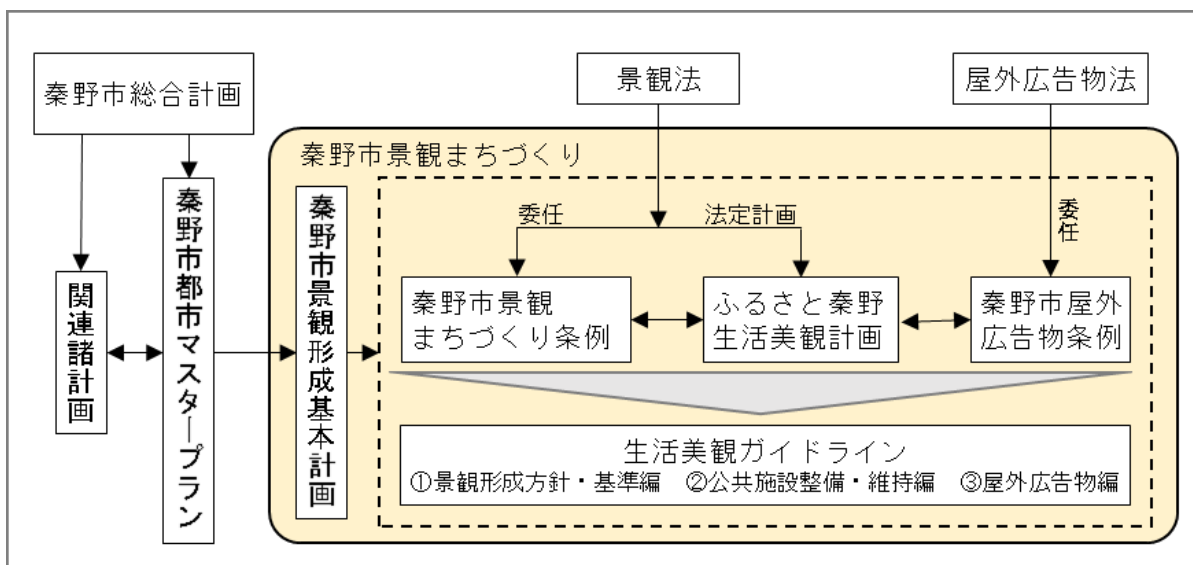 秦野市総合計画
景観法
屋外広告物法
秦野市景観まちづくり
関連諸計画
秦野市都市マスタープラン
秦野市景観形成基本計画
委任
法定計画
委任
秦野市景観
まちづくり条例
ふるさと秦野
生活美観計画
秦野市屋外
広告物条例
生活美観ガイドライン
①景観形成方針・基準編 ②公共施設整備・維持編 ③屋外広告物編